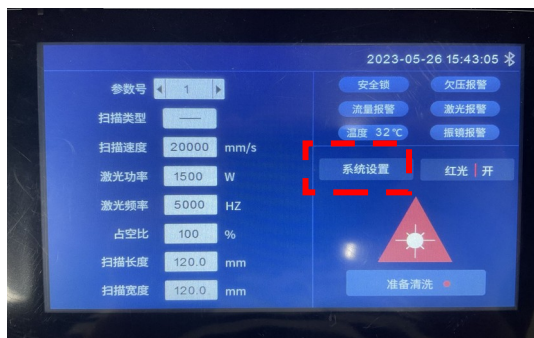 2023-05-26 15:43:05
参数号 1
扫描类型 ——
扫描速度 20000 mm/s
激光功率 1500 W
激光频率 5000 HZ
占空比 100 %
扫描长度 120.0 mm
扫描宽度 120.0 mm
安全锁 欠压报警
流量报警 激光报警
温度 32℃ 振镜报警
系统设置 红光 开
准备清洗